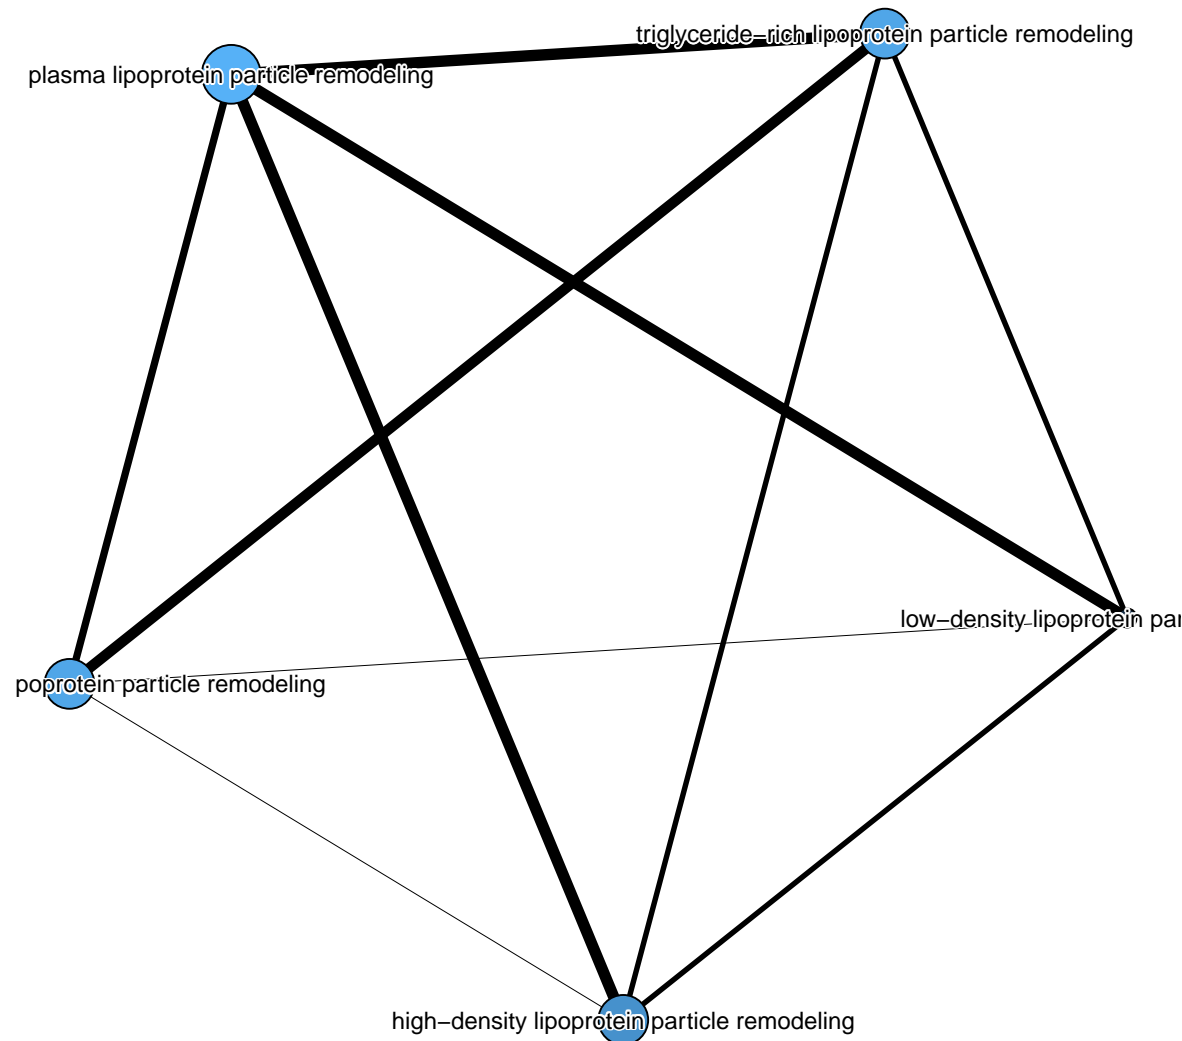 triglyceride−rich lipoprotein particle remodeling
plasma lipoprotein particle remodeling
low−density lipoprotein par
poprotein particle remodeling
high−density lipoprotein particle remodeling